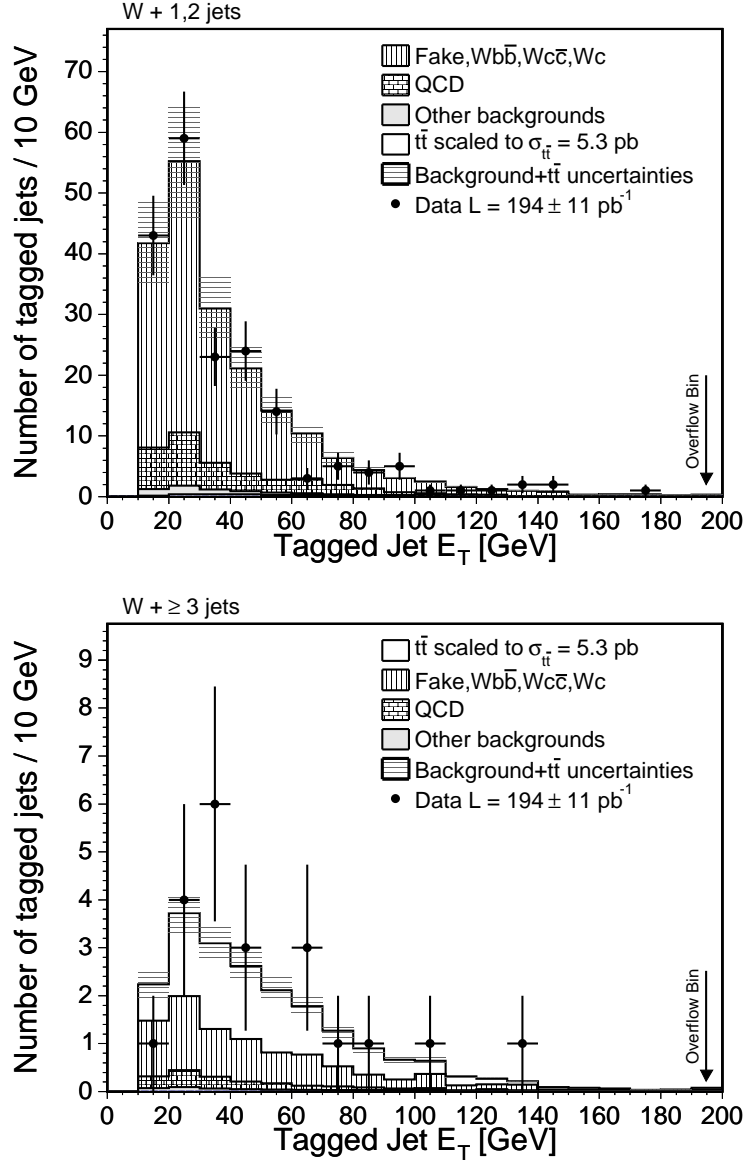 W + 1,2 jets
Number of tagged jets / 10 GeV
70
60
50
40
30
20
10
0
Fake,Wbb̅,Wcc̅,Wc
QCD
Other backgrounds
tt̅ scaled to σtt̅ = 5.3 pb
Background+tt̅ uncertainties
Data L = 194 ± 11 pb⁻¹
Overflow Bin
0 20 40 60 80 100 120 140 160 180 200
Tagged Jet E_T [GeV]
W + ≥ 3 jets
Number of tagged jets / 10 GeV
9
8
7
6
5
4
3
2
1
0
tt̅ scaled to σtt̅ = 5.3 pb
Fake,Wbb̅,Wcc̅,Wc
QCD
Other backgrounds
Background+tt̅ uncertainties
Data L = 194 ± 11 pb⁻¹
Overflow Bin
0 20 40 60 80 100 120 140 160 180 200
Tagged Jet E_T [GeV]